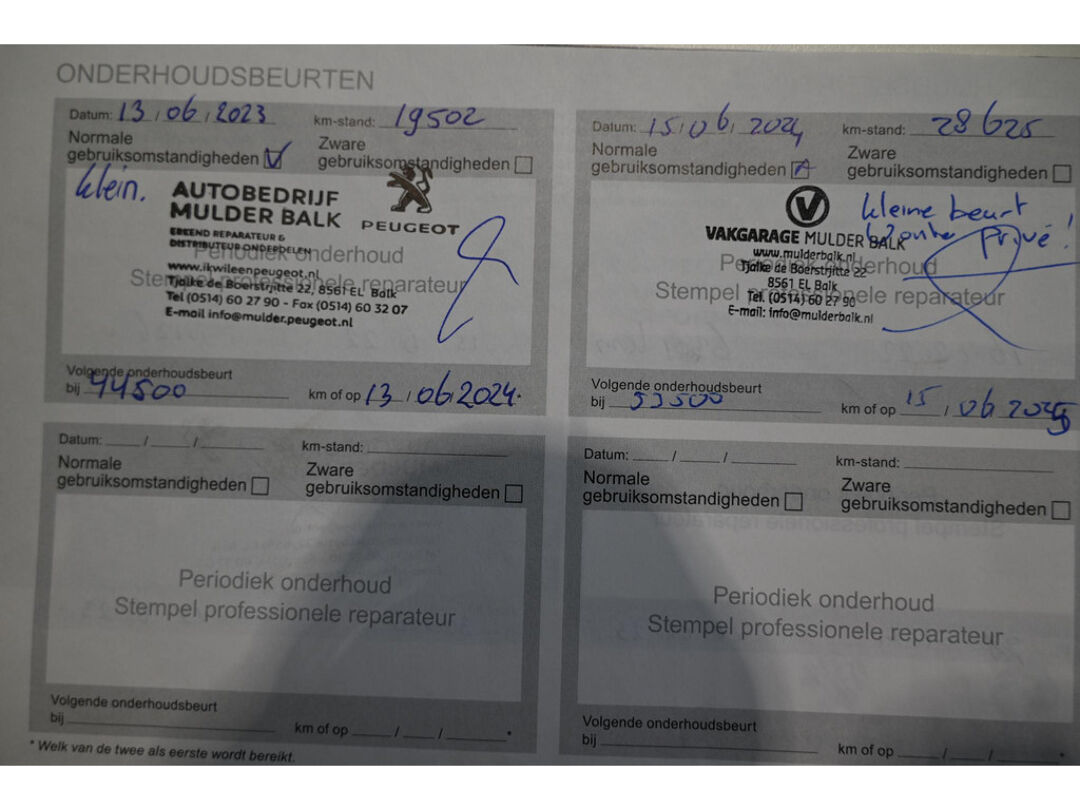 ONDERHOUDSBEURTEN
Datum: 13 / 06 / 2023 km-stand: 19502
Normale gebruiksomstandigheden
Zware gebruiksomstandigheden
klein.
AUTOBEDRIJF
MULDER BALK
PEUGEOT
ERKEND REPARATEUR &
DISTRIBUTEUR ONDERDELEN
Periodiek onderhoud
www.ikwileenpeugeot.nl
Stempel professionele reparateur
Tjalke de Boerstrjitte 22, 8561 EL Balk
Tel (0514) 60 27 90 - Fax (0514) 60 32 07
E-mail info@mulder.peugeot.nl
Volgende onderhoudsbeurt
bij 44500 km of op 13 / 06 / 2024.
Datum: 15 / 06 / 2024 km-stand: 28625
Normale gebruiksomstandigheden
Zware gebruiksomstandigheden
kleine beurt
privé!
V
VAKGARAGE MULDER BALK
www.mulderbalk.nl
Periodiek onderhoud
Tjalke de Boerstrjitte 22
8561 EL Balk
Stempel professionele reparateur
Tel. (0514) 60 27 90
E-mail: info@mulderbalk.nl
Volgende onderhoudsbeurt
bij 53500 km of op 15 / 06 2025
Datum: / / km-stand:
Normale gebruiksomstandigheden
Zware gebruiksomstandigheden
Periodiek onderhoud
Stempel professionele reparateur
Volgende onderhoudsbeurt
bij km of op / / *
Datum: / / km-stand:
Normale gebruiksomstandigheden
Zware gebruiksomstandigheden
Periodiek onderhoud
Stempel professionele reparateur
Volgende onderhoudsbeurt
bij km of op / / *
* Welk van de twee als eerste wordt bereikt.